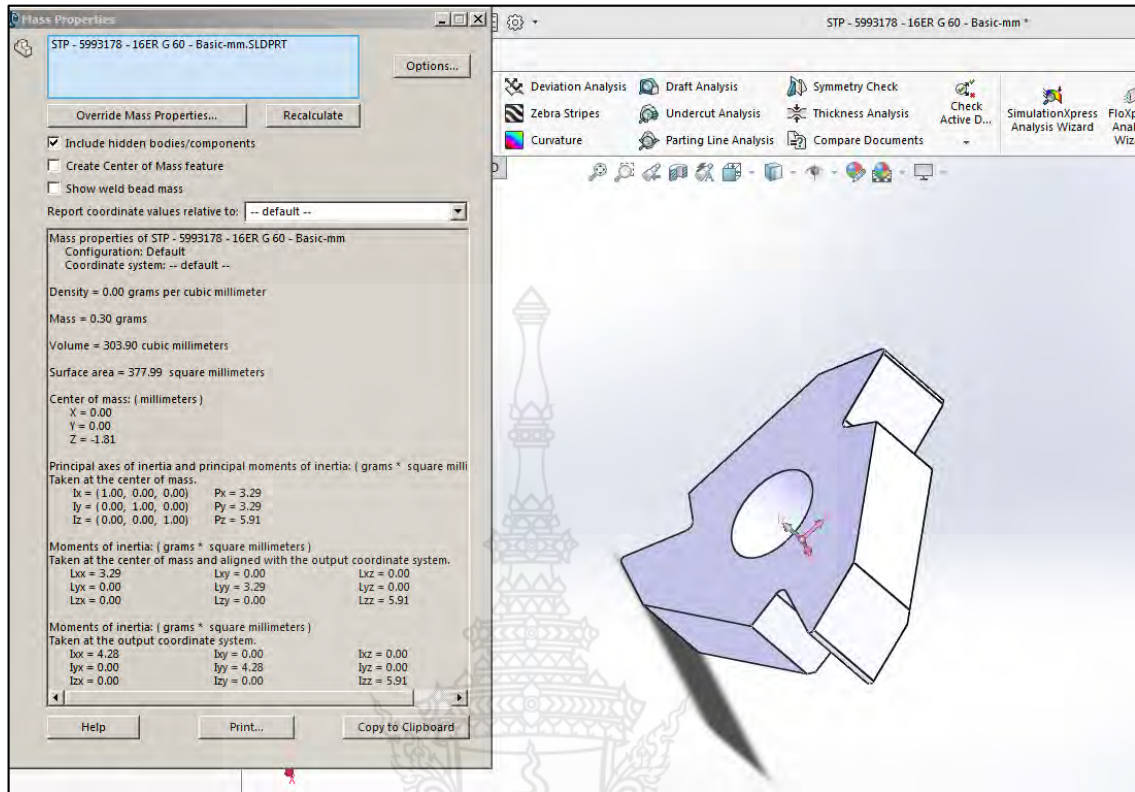 Mass Properties
STP - 5993178 - 16ER G 60 - Basic-mm.SLDPRT
Options...
Override Mass Properties...
Recalculate
Include hidden bodies/components
Create Center of Mass feature
Show weld bead mass
Report coordinate values relative to: -- default --
Mass properties of STP - 5993178 - 16ER G 60 - Basic-mm
Configuration: Default
Coordinate system: -- default --
Density = 0.00 grams per cubic millimeter
Mass = 0.30 grams
Volume = 303.90 cubic millimeters
Surface area = 377.99 square millimeters
Center of mass: ( millimeters )
X = 0.00
Y = 0.00
Z = -1.81
Principal axes of inertia and principal moments of inertia: ( grams * square milli
Taken at the center of mass.
Ix = (1.00, 0.00, 0.00) Px = 3.29
Iy = (0.00, 1.00, 0.00) Py = 3.29
Iz = (0.00, 0.00, 1.00) Pz = 5.91
Moments of inertia: ( grams * square millimeters )
Taken at the center of mass and aligned with the output coordinate system.
Lxx = 3.29 Lxy = 0.00 Lxz = 0.00
Lyx = 0.00 Lyy = 3.29 Lyz = 0.00
Lzx = 0.00 Lzy = 0.00 Lzz = 5.91
Moments of inertia: ( grams * square millimeters )
Taken at the output coordinate system.
Ixx = 4.28 Ixy = 0.00 Ixz = 0.00
Iyx = 0.00 Iyy = 4.28 Iyz = 0.00
Izx = 0.00 Izy = 0.00 Izz = 5.91
Help
Print...
Copy to Clipboard
STP - 5993178 - 16ER G 60 - Basic-mm *
Deviation Analysis
Zebra Stripes
Curvature
Draft Analysis
Undercut Analysis
Parting Line Analysis
Symmetry Check
Thickness Analysis
Compare Documents
Check
Active D...
SimulationXpress
Analysis Wizard
FloXp
Anal
Wiza